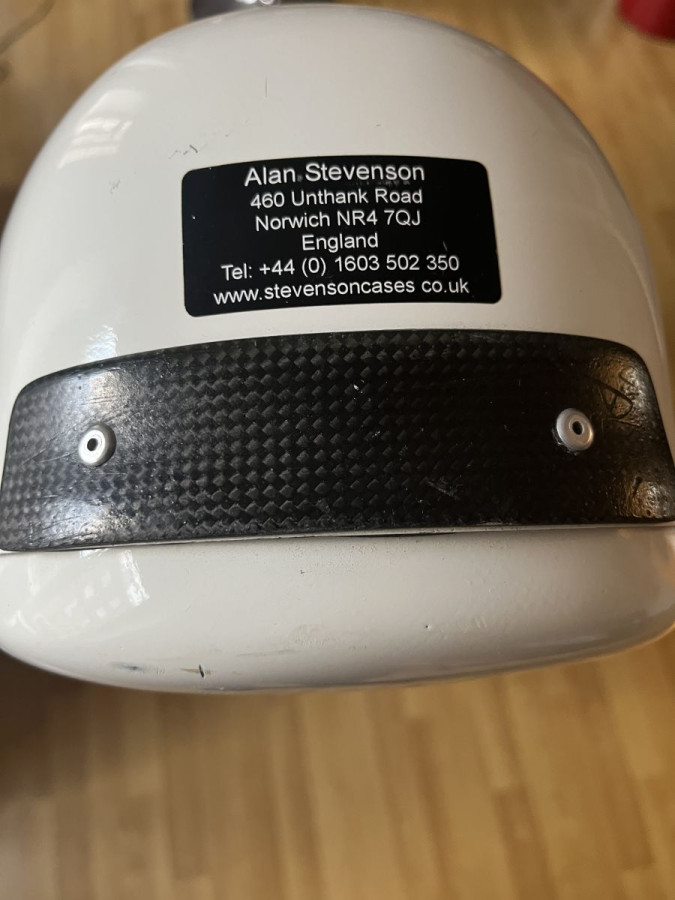 Alan Stevenson
460 Unthank Road
Norwich NR4 7QJ
England
Tel: +44 (0) 1603 502 350
www.stevensoncases.co.uk